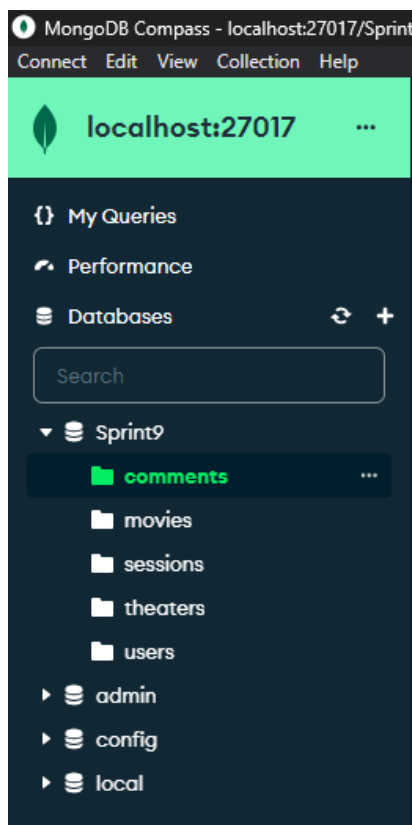 MongoDB Compass - localhost:27017/Sprint
Connect Edit View Collection Help
localhost:27017 ...
{} My Queries
Performance
Databases
Search
Sprint9
comments ...
movies
sessions
theaters
users
admin
config
local